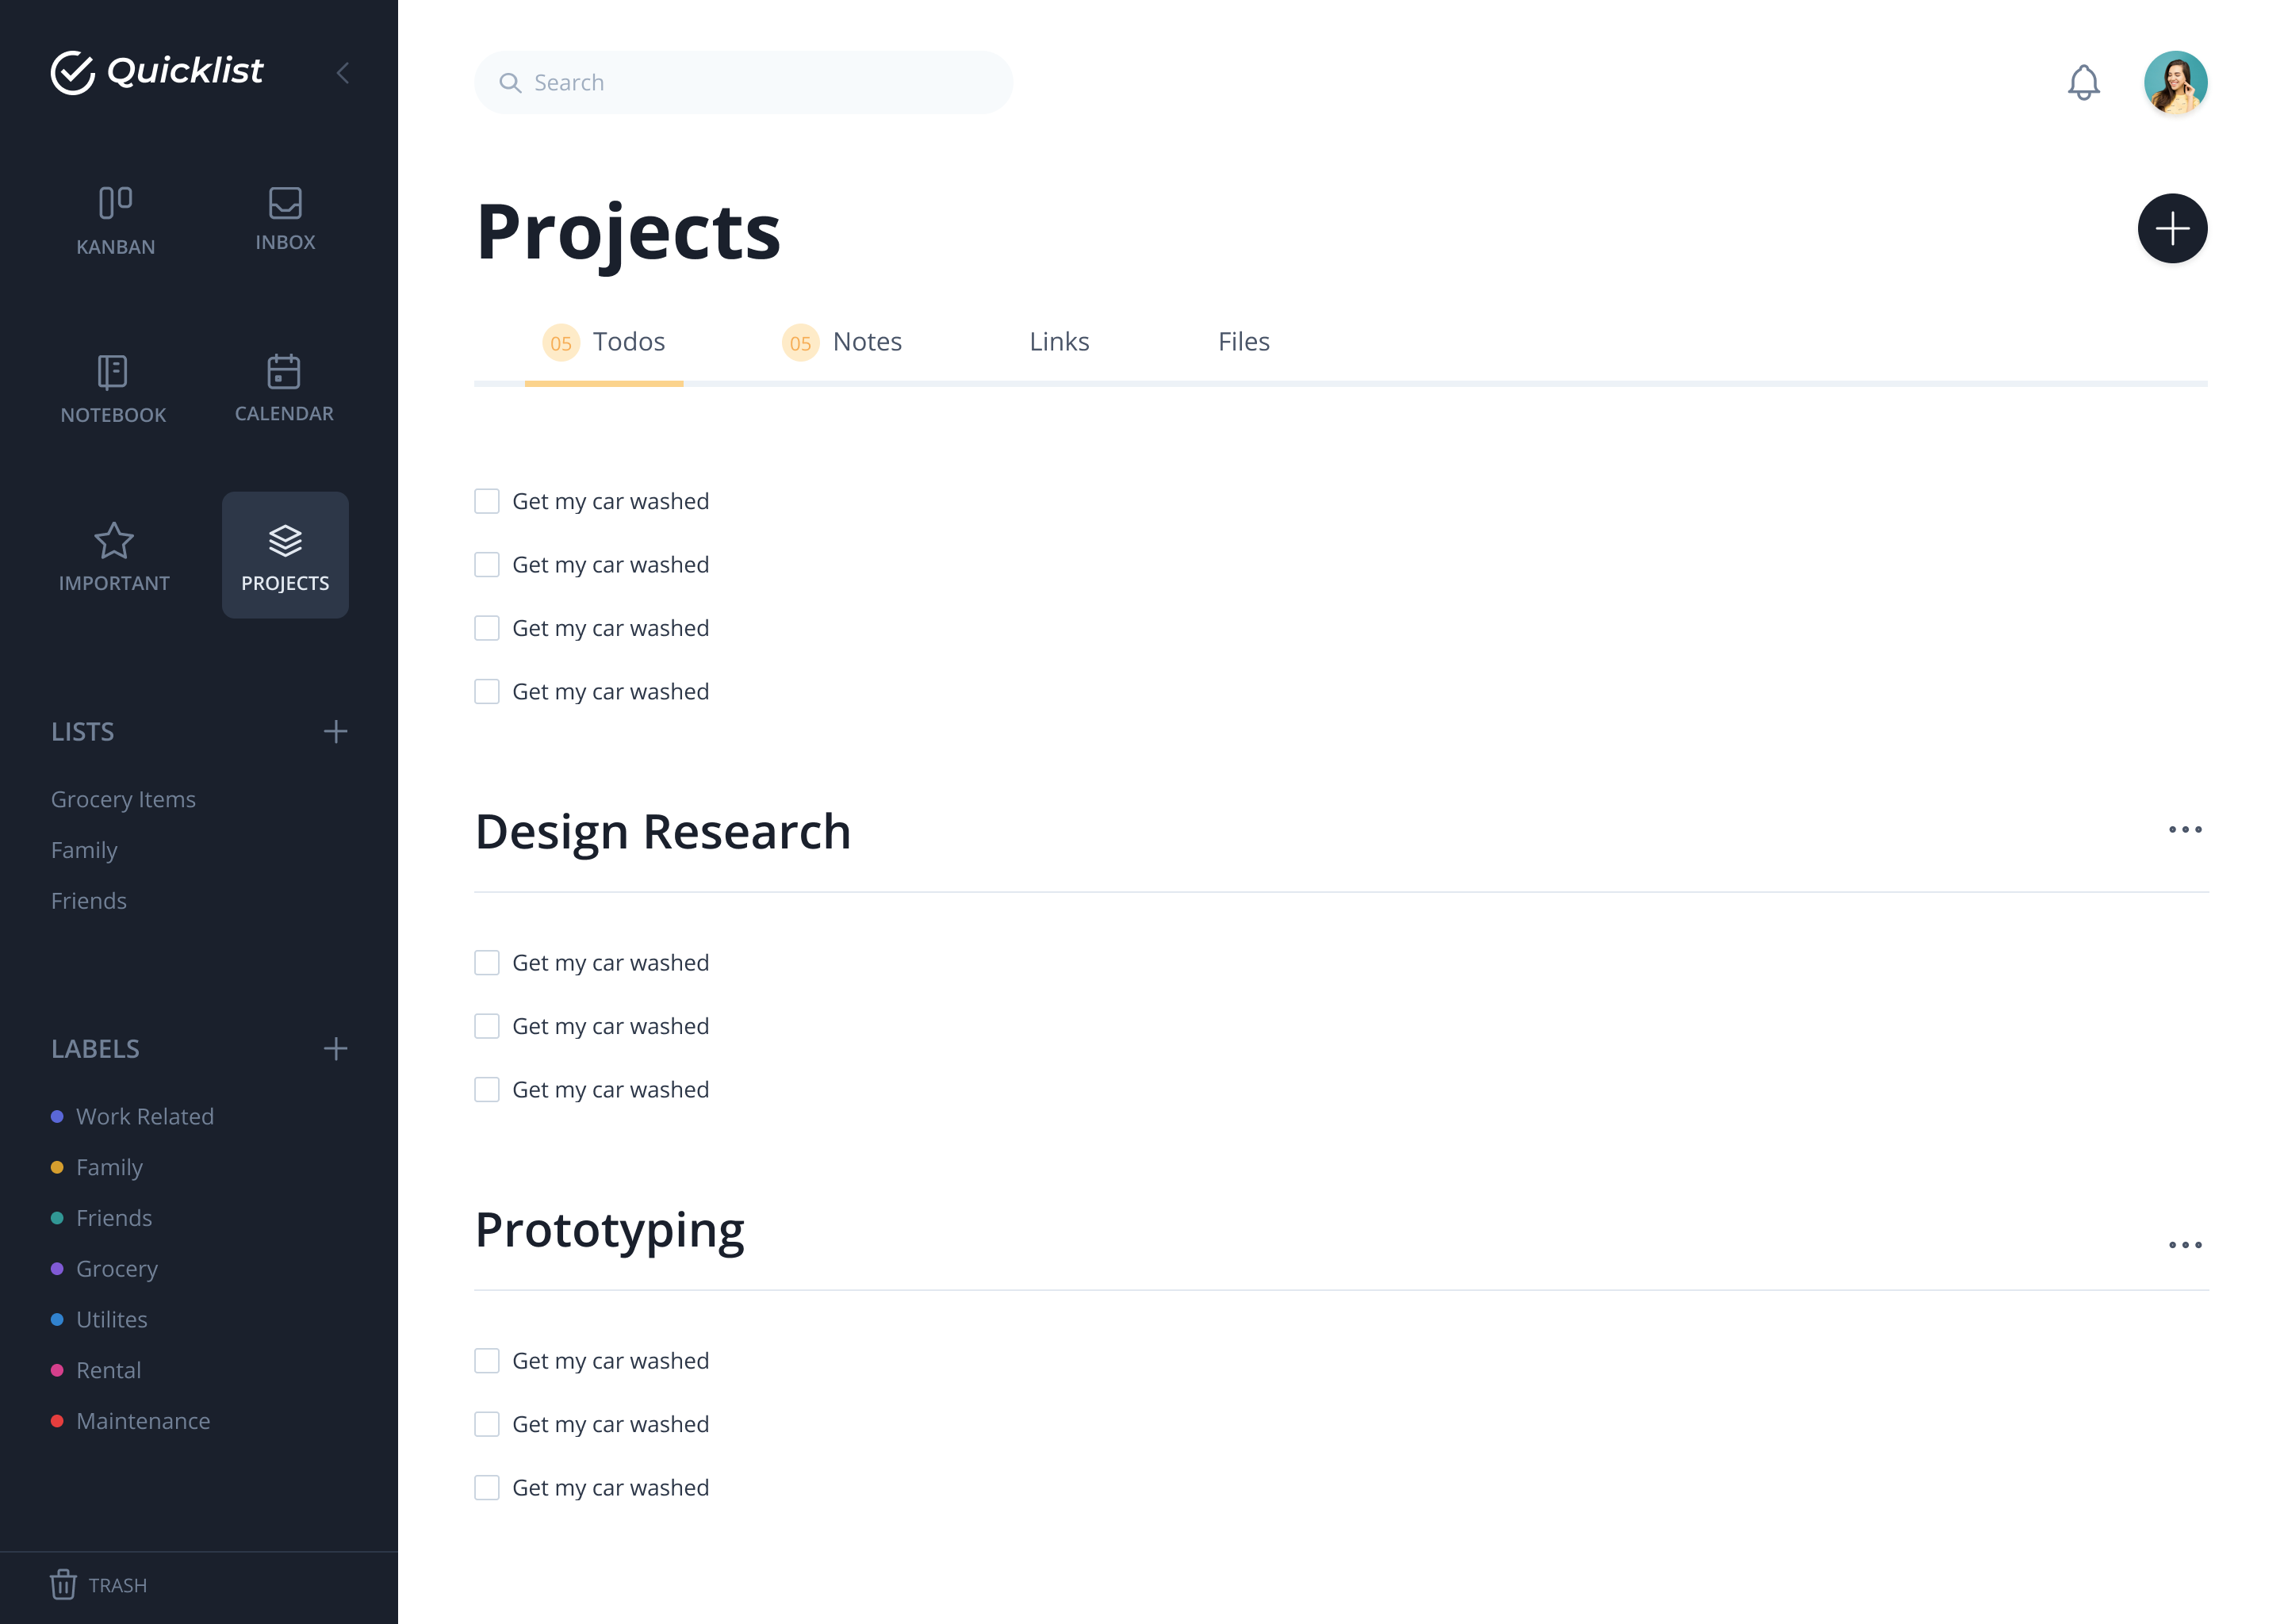 Quicklist
KANBAN
INBOX
NOTEBOOK
CALENDAR
IMPORTANT
PROJECTS
LISTS
Grocery Items
Family
Friends
LABELS
Work Related
Family
Friends
Grocery
Utilites
Rental
Maintenance
TRASH
Search
Projects
05 Todos
05 Notes
Links
Files
Get my car washed
Get my car washed
Get my car washed
Get my car washed
Design Research
Get my car washed
Get my car washed
Get my car washed
Prototyping
Get my car washed
Get my car washed
Get my car washed